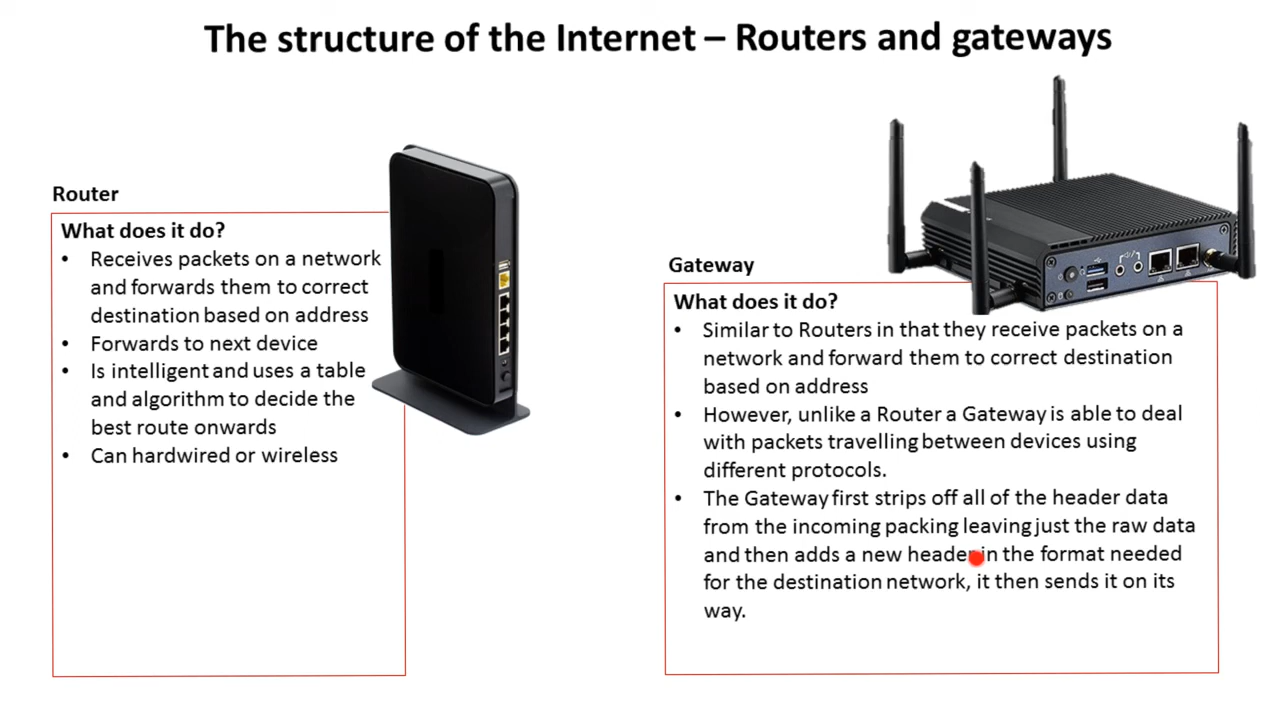 The structure of the Internet – Routers and gateways
Router
What does it do?
• Receives packets on a network
and forwards them to correct
destination based on address
• Forwards to next device
• Is intelligent and uses a table
and algorithm to decide the
best route onwards
• Can hardwired or wireless
Gateway
What does it do?
• Similar to Routers in that they receive packets on a
network and forward them to correct destination
based on address
• However, unlike a Router a Gateway is able to deal
with packets travelling between devices using
different protocols.
• The Gateway first strips off all of the header data
from the incoming packing leaving just the raw data
and then adds a new header in the format needed
for the destination network, it then sends it on its
way.